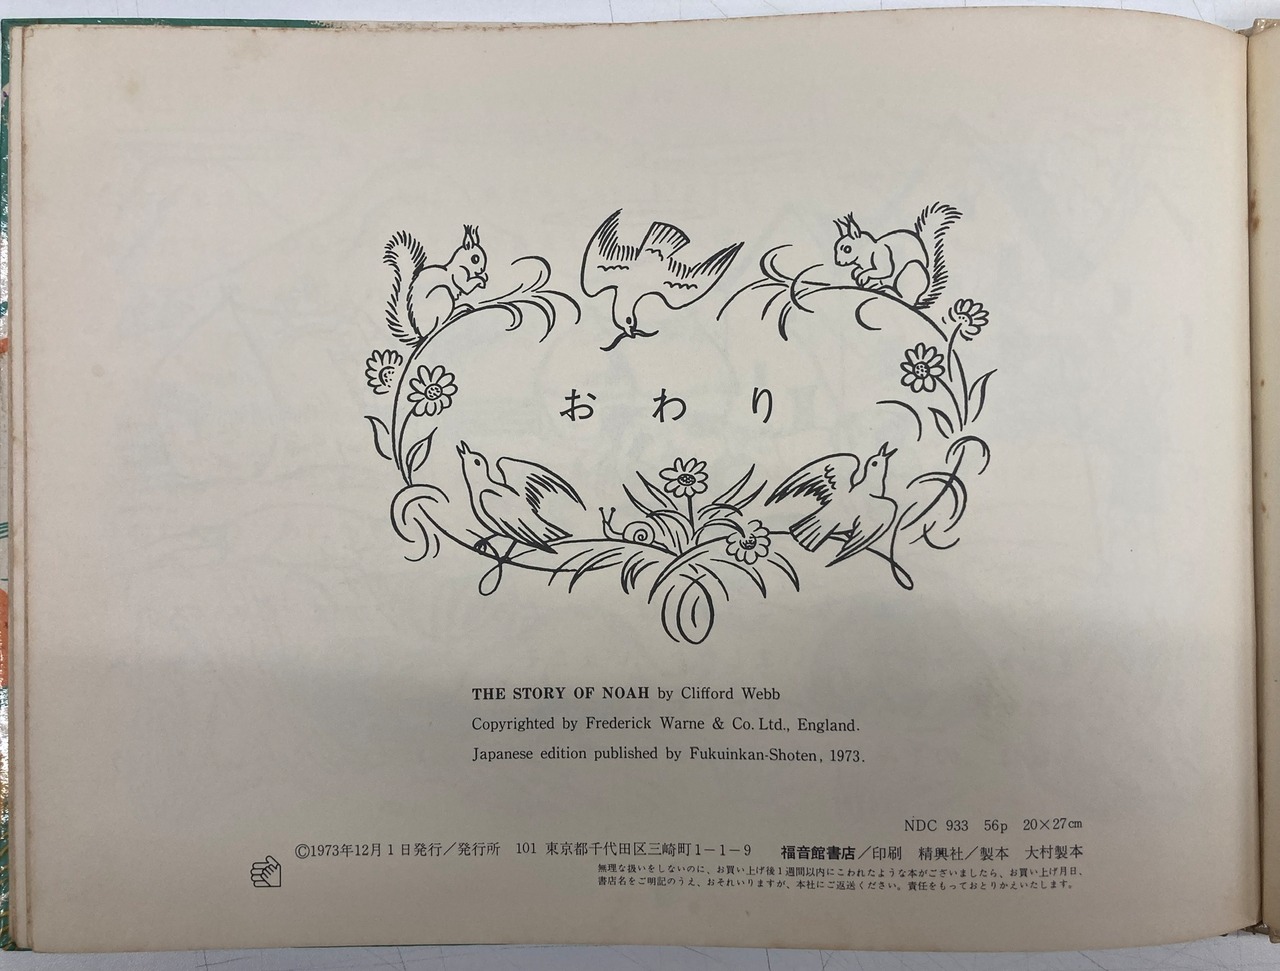 おわり
THE STORY OF NOAH by Clifford Webb
Copyrighted by Frederick Warne & Co. Ltd., England.
Japanese edition published by Fukuinkan-Shoten, 1973.
NDC 933 56p 20×27cm
©1973年12月1日発行／発行所 101 東京都千代田区三崎町1－1－9 福音館書店／印刷 精興社／製本 大村製本
無理な扱いをしないのに、お買い上げ後1週間以内にこわれたような本がございましたら、お買い上げ月日、
書店名をご明記のうえ、おそれいりますが、本社にご返送ください。責任をもっておとりかえいたします。